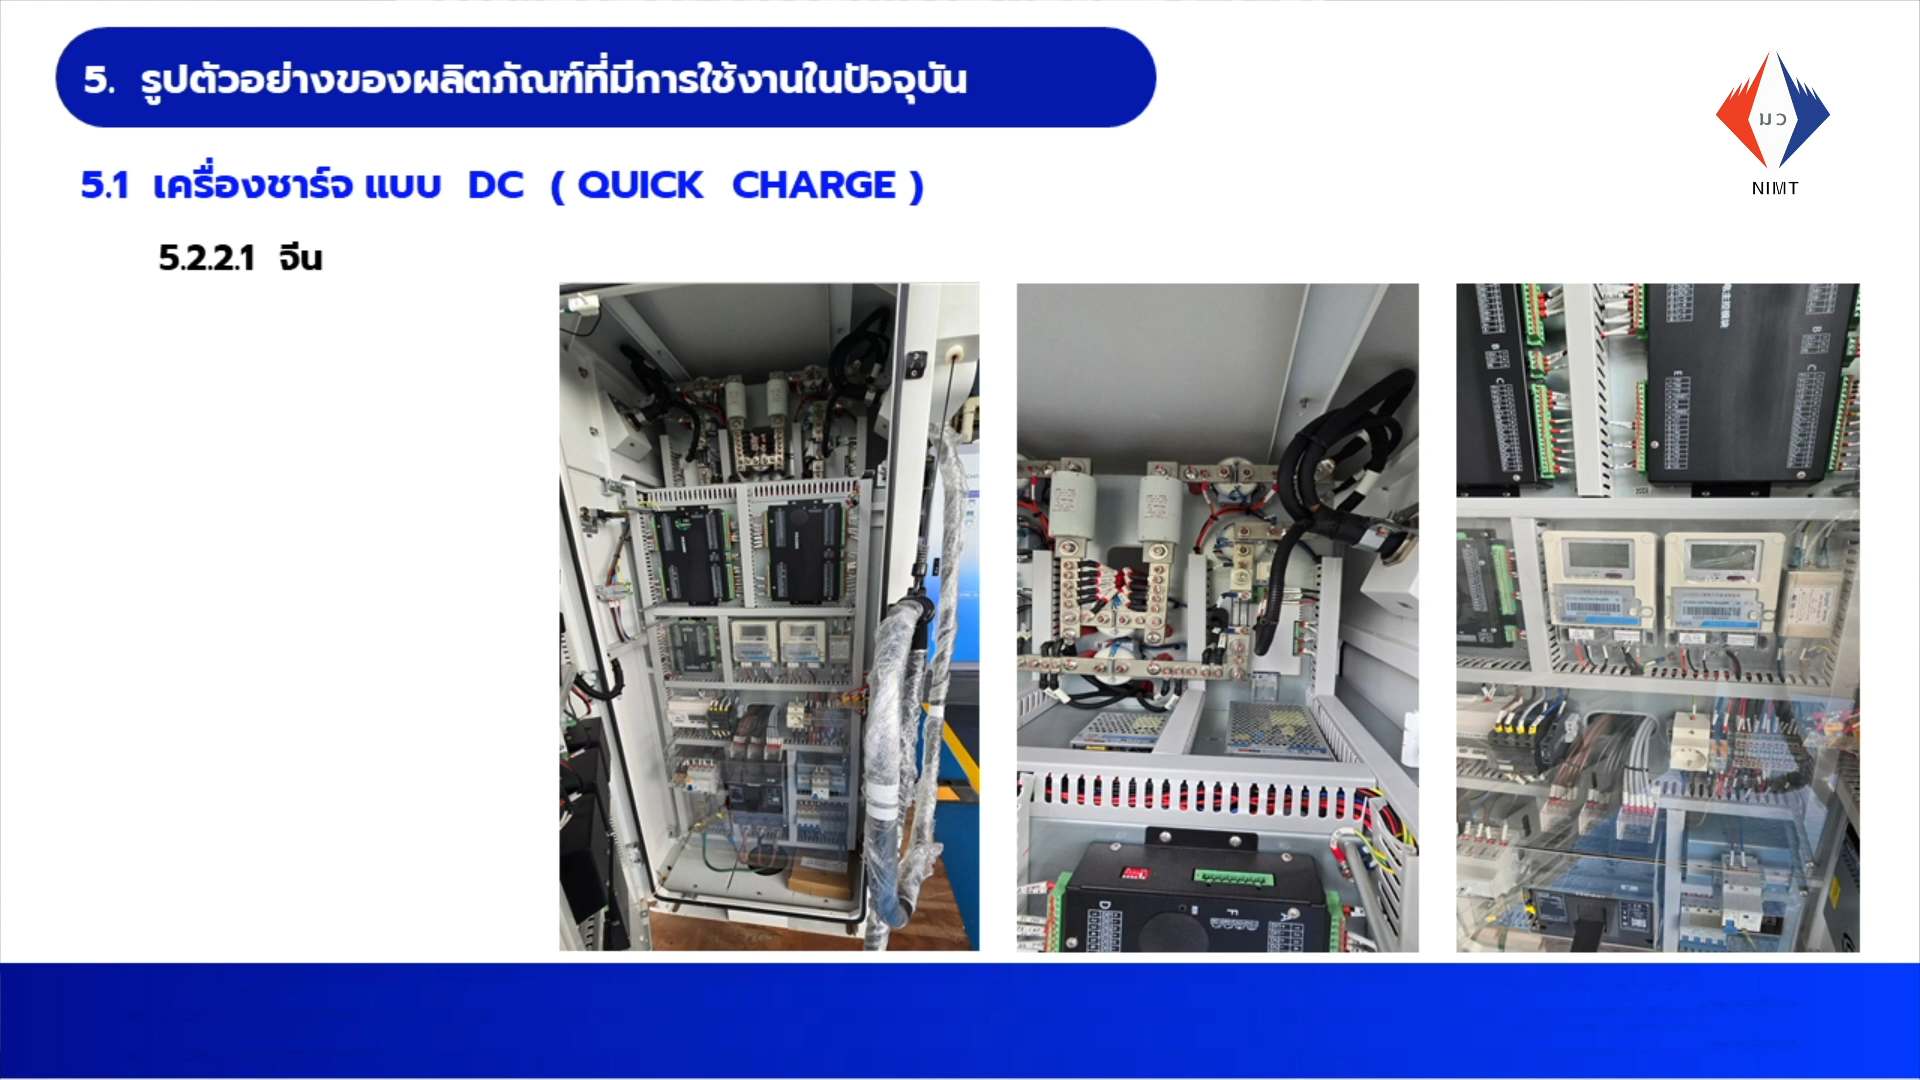 5. รูปตัวอย่างของผลิตภัณฑ์ที่มีการใช้งานในปัจจุบัน
5.1 เครื่องชาร์จ แบบ DC ( QUICK CHARGE )
5.2.2.1 จีน
มว
NIMT